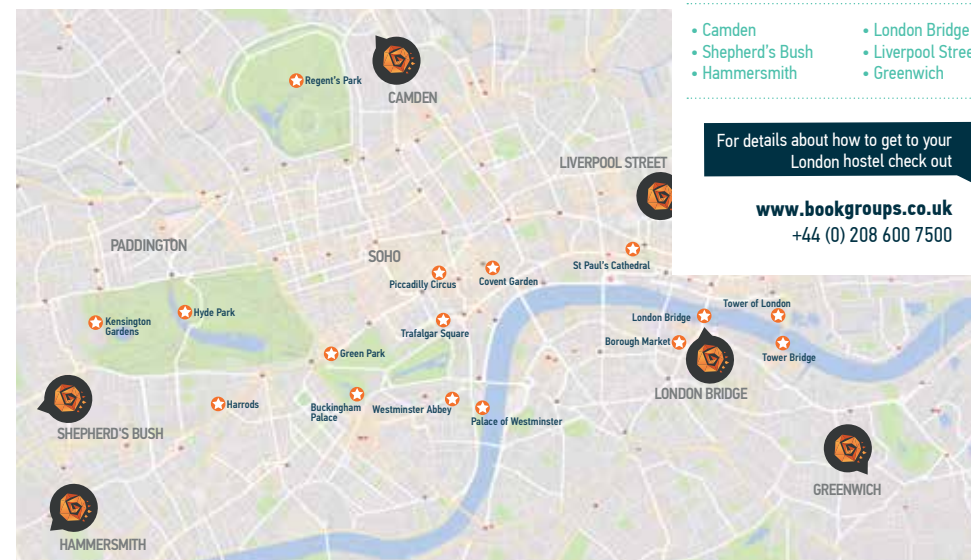 • Camden
• Shepherd's Bush
• Hammersmith
• London Bridge
• Liverpool Stree
• Greenwich
For details about how to get to your
London hostel check out
www.bookgroups.co.uk
+44 (0) 208 600 7500
Regent's Park
CAMDEN
LIVERPOOL STREET
PADDINGTON
SOHO
St Paul's Cathedral
Piccadilly Circus
Covent Garden
Tower of London
Hyde Park
London Bridge
Kensington
Gardens
Trafalgar Square
Borough Market
Green Park
Tower Bridge
LONDON BRIDGE
Harrods
Buckingham
Palace
Westminster Abbey
Palace of Westminster
SHEPHERD'S BUSH
GREENWICH
HAMMERSMITH